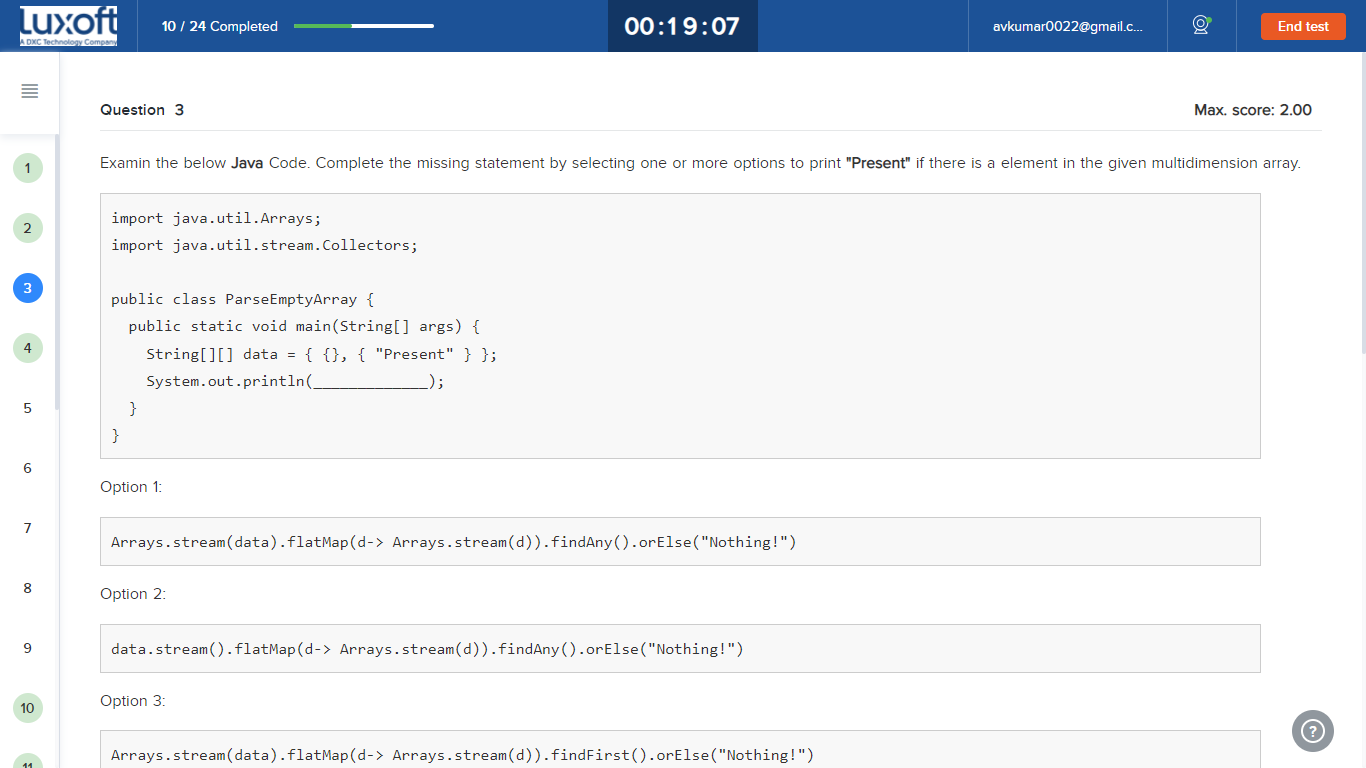 luxoft
A DXC Technology Company
10 / 24 Completed
00:19:07
avkumar0022@gmail.c...
End test
Question 3
Max. score: 2.00
Examin the below Java Code. Complete the missing statement by selecting one or more options to print "Present" if there is a element in the given multidimension array.
import java.util.Arrays;
import java.util.stream.Collectors;
public class ParseEmptyArray {
public static void main(String[] args) {
String[][] data = { {}, { "Present" } };
System.out.println(_____________);
}
}
Option 1:
Arrays.stream(data).flatMap(d-> Arrays.stream(d)).findAny().orElse("Nothing!")
Option 2:
data.stream().flatMap(d-> Arrays.stream(d)).findAny().orElse("Nothing!")
Option 3:
Arrays.stream(data).flatMap(d-> Arrays.stream(d)).findFirst().orElse("Nothing!")
1
2
3
4
5
6
7
8
9
10
11
?